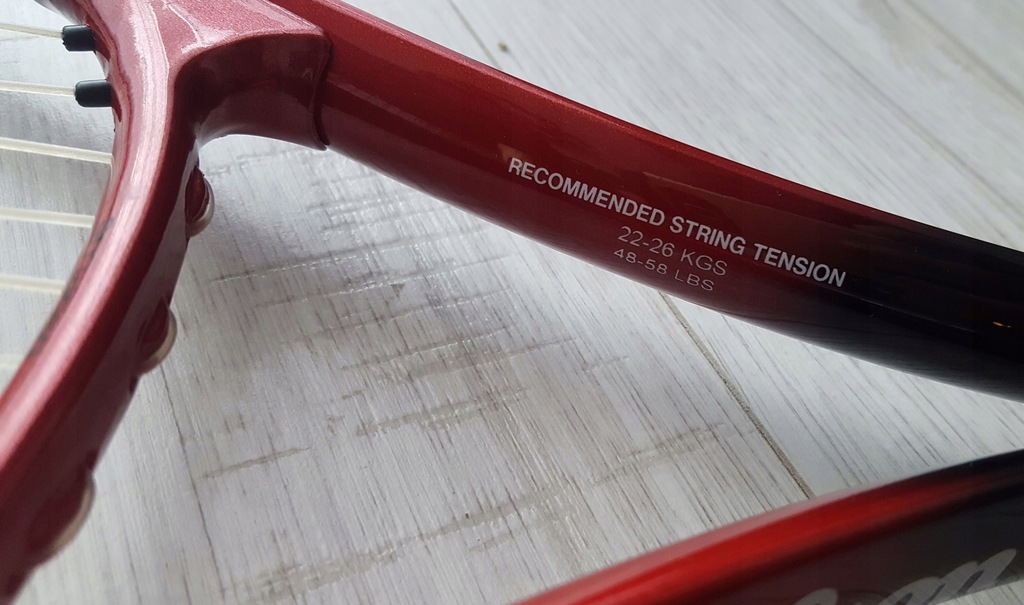 RECOMMENDED STRING TENSION
22-26 KGS
48-58 LBS